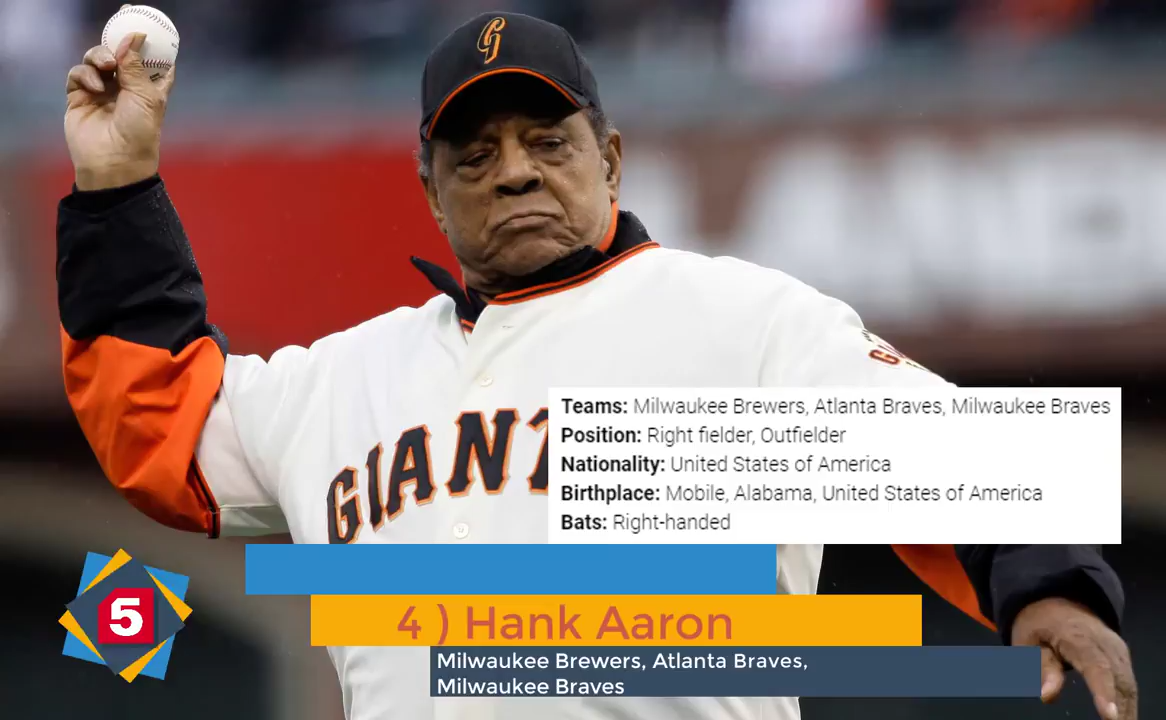 G
GIANT
Teams: Milwaukee Brewers, Atlanta Braves, Milwaukee Braves
Position: Right fielder, Outfielder
Nationality: United States of America
Birthplace: Mobile, Alabama, United States of America
Bats: Right-handed
4 ) Hank Aaron
5
Milwaukee Brewers, Atlanta Braves,
Milwaukee Braves